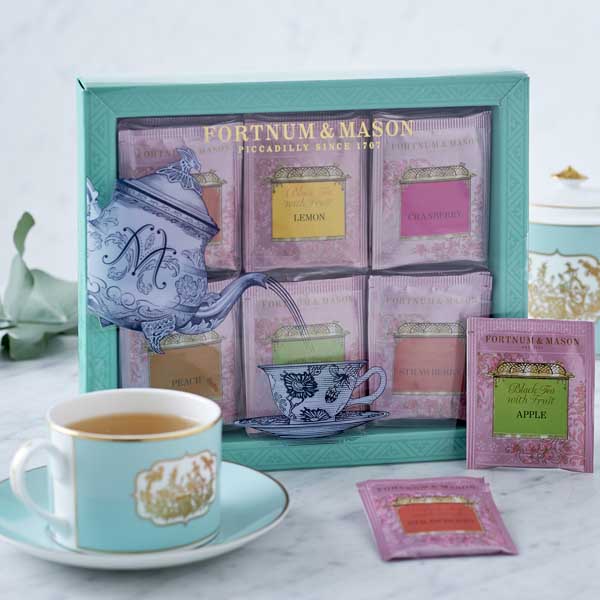 FORTNUM & MASON
PICCADILLY SINCE 1707
FORTNUM & MASON
Black Tea
with Fruit
LEMON
FORTNUM & MASON
CRANBERRY
M
PEACH
FORTNUM & MASON
FORTNUM & MASON
STRAWBERRY
FORTNUM & MASON
Black Tea
with Fruit
APPLE
FORTNUM & MASON
STRAWBERRY